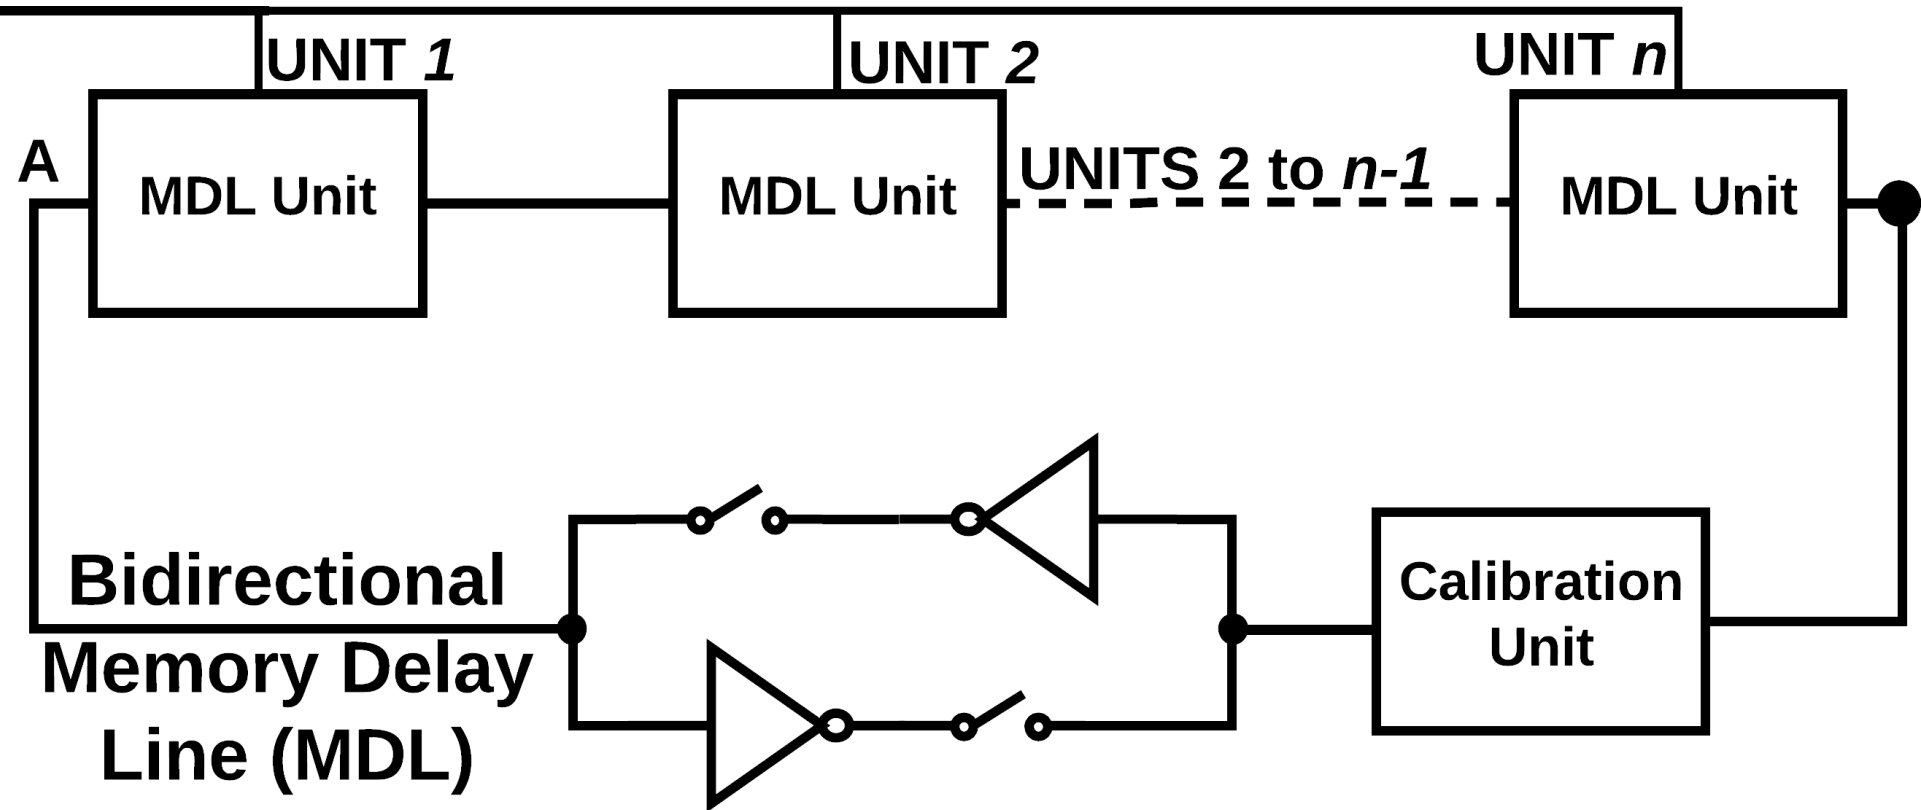 UNIT 1
UNIT 2
UNIT n
A
MDL Unit
MDL Unit
UNITS 2 to n-1
MDL Unit
Bidirectional
Memory Delay
Line (MDL)
Calibration
Unit